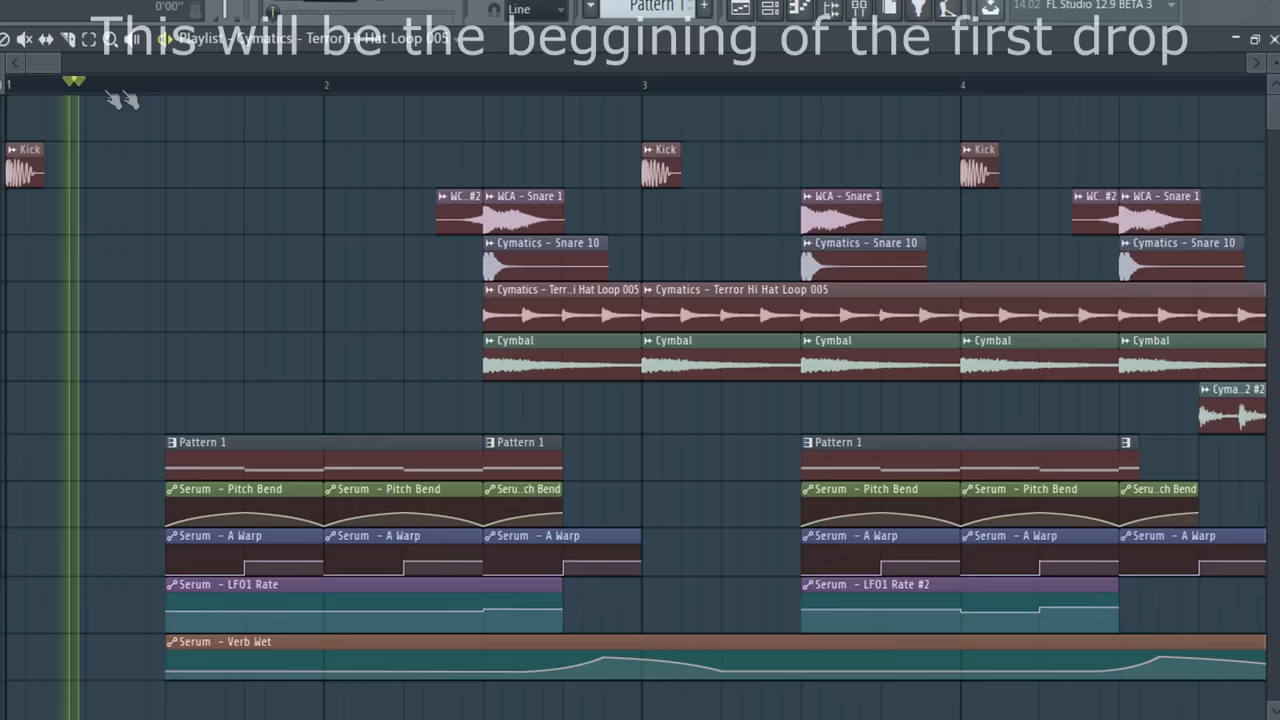 0'00"
Line
Pattern 1
14.02 FL Studio 12.9 BETA 3
This will be the beggining of the first drop
Playlist - Cymatics - Terror Hi Hat Loop 005
1 2 3 4
Kick Kick Kick
WC..#2 WCA - Snare 1 WCA - Snare 1 WC..#2 WCA - Snare 1
Cymatics - Snare 10 Cymatics - Snare 10 Cymatics - Snare 10
Cymatics - Terr..i Hat Loop 005 Cymatics - Terror Hi Hat Loop 005
Cymbal Cymbal Cymbal Cymbal Cymbal
Cyma..2 #2
Pattern 1 Pattern 1 Pattern 1
Serum - Pitch Bend Serum - Pitch Bend Seru..ch Bend Serum - Pitch Bend Serum - Pitch Bend Seru..ch Bend
Serum - A Warp Serum - A Warp Serum - A Warp Serum - A Warp Serum - A Warp Serum - A Warp
Serum - LFO1 Rate Serum - LFO1 Rate #2
Serum - Verb Wet